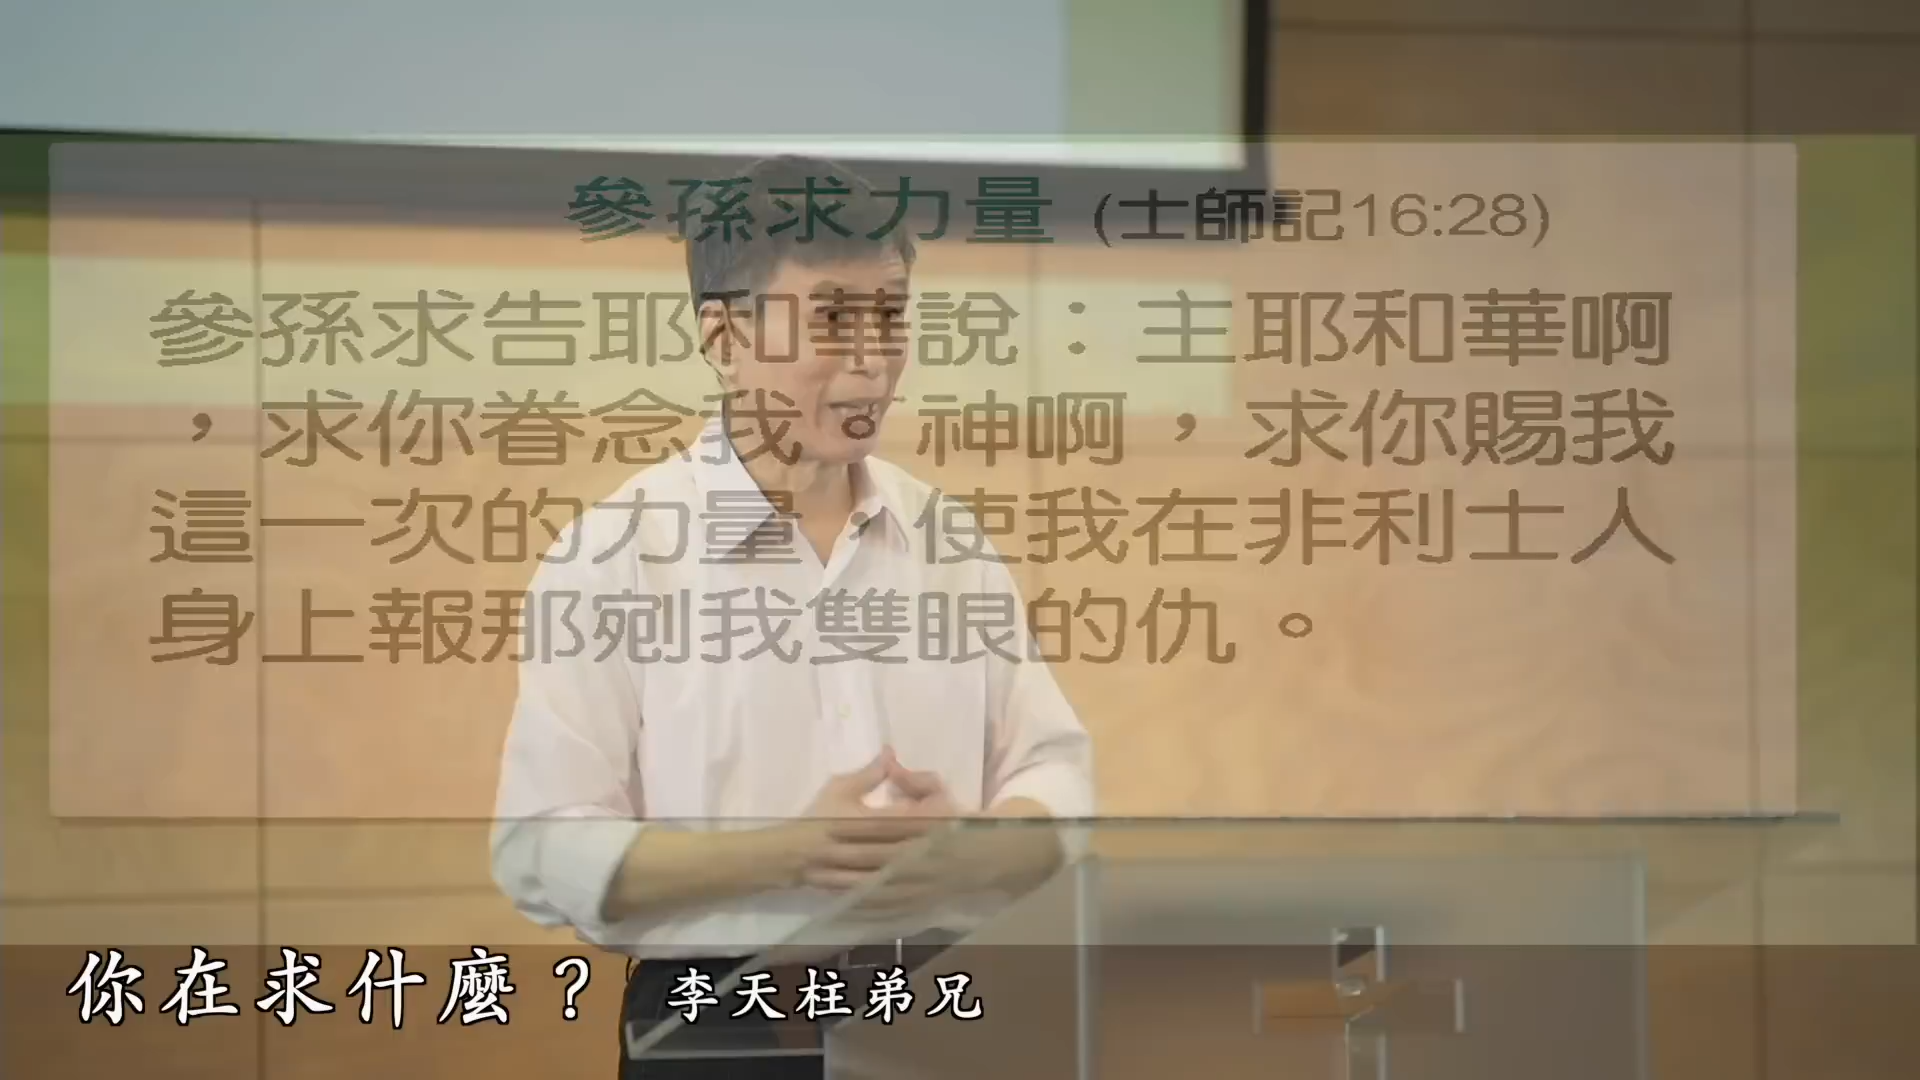 參孫求力量 (士師記16:28)
參孫求告耶和華說：主耶和華啊
，求你眷念我。神啊，求你賜我
這一次的力量，使我在非利士人
身上報那剜我雙眼的仇。
你在求什麼？ 李天柱弟兄